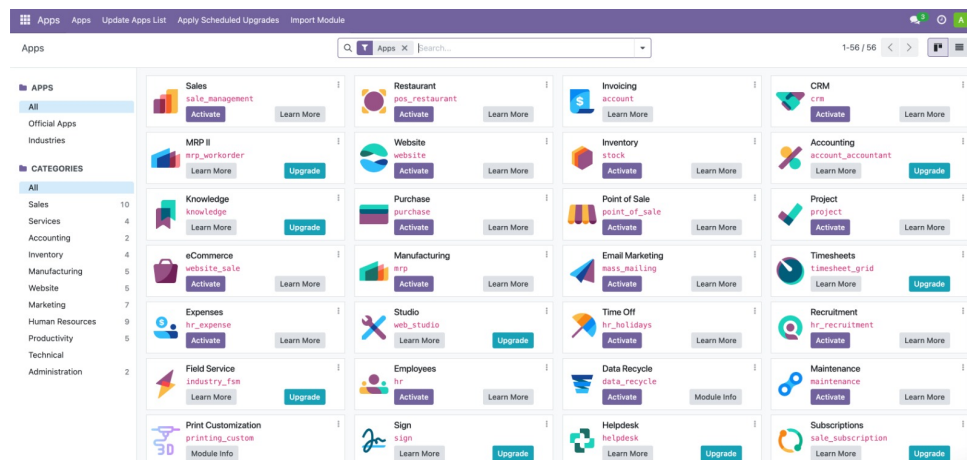 Apps Apps Update Apps List Apply Scheduled Upgrades Import Module 3 A
Apps Apps × Search... 1-56 / 56
APPS
All
Official Apps
Industries
CATEGORIES
All
Sales 10
Services 4
Accounting 2
Inventory 4
Manufacturing 5
Website 5
Marketing 7
Human Resources 9
Productivity 5
Technical
Administration 2
Sales
sale_management
Activate Learn More
Restaurant
pos_restaurant
Activate Learn More
Invoicing
account
Learn More
CRM
crm
Activate Learn More
MRP II
mrp_workorder
Learn More Upgrade
Website
website
Activate Learn More
Inventory
stock
Activate Learn More
Accounting
account_accountant
Learn More Upgrade
Knowledge
knowledge
Learn More Upgrade
Purchase
purchase
Activate Learn More
Point of Sale
point_of_sale
Activate Learn More
Project
project
Activate Learn More
eCommerce
website_sale
Activate Learn More
Manufacturing
mrp
Activate Learn More
Email Marketing
mass_mailing
Activate Learn More
Timesheets
timesheet_grid
Learn More Upgrade
Expenses
hr_expense
Activate Learn More
Studio
web_studio
Learn More Upgrade
Time Off
hr_holidays
Activate Learn More
Recruitment
hr_recruitment
Activate Learn More
Field Service
industry_fsm
Learn More Upgrade
Employees
hr
Activate Learn More
Data Recycle
data_recycle
Activate Module Info
Maintenance
maintenance
Activate Learn More
3D
Print Customization
printing_custom
Module Info
Sign
sign
Learn More Upgrade
Helpdesk
helpdesk
Learn More Upgrade
Subscriptions
sale_subscription
Learn More Upgrade